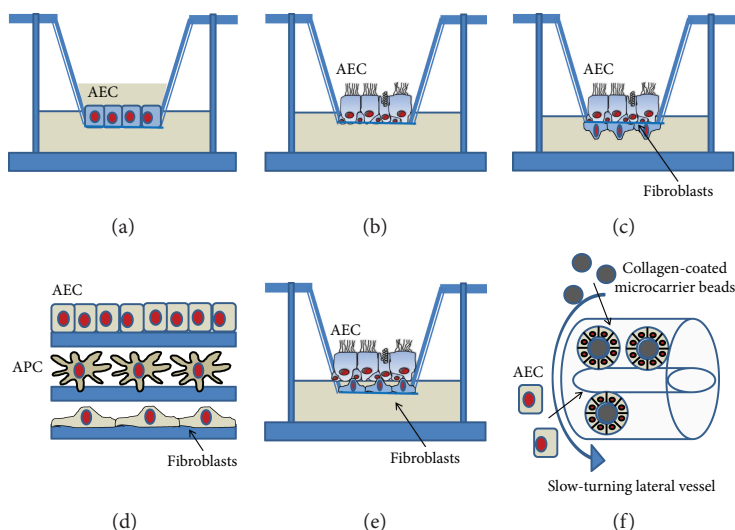 AEC
(a)
AEC
(b)
AEC
Fibroblasts
(c)
AEC
APC
Fibroblasts
(d)
AEC
Fibroblasts
(e)
Collagen-coated
microcarrier beads
AEC
Slow-turning lateral vessel
(f)